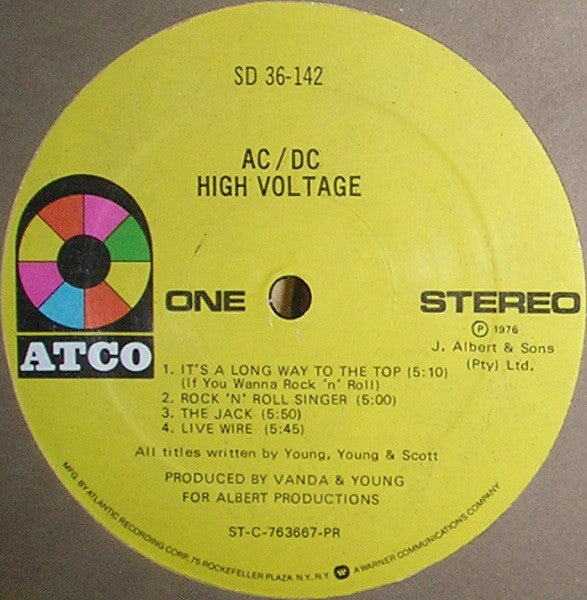 SD 36-142
AC/DC
HIGH VOLTAGE
ATCO
ONE
STEREO
Ⓟ 1976
J. Albert & Sons
(Pty) Ltd.
1. IT'S A LONG WAY TO THE TOP (5:10)
(If You Wanna Rock 'n' Roll)
2. ROCK 'N' ROLL SINGER (5:00)
3. THE JACK (5:50)
4. LIVE WIRE (5:45)
All titles written by Young, Young & Scott
PRODUCED BY VANDA & YOUNG
FOR ALBERT PRODUCTIONS
ST-C-763667-PR
MFG. BY ATLANTIC RECORDING CORP. 75 ROCKEFELLER PLAZA. N.Y. N.Y. W A WARNER COMMUNICATIONS COMPANY